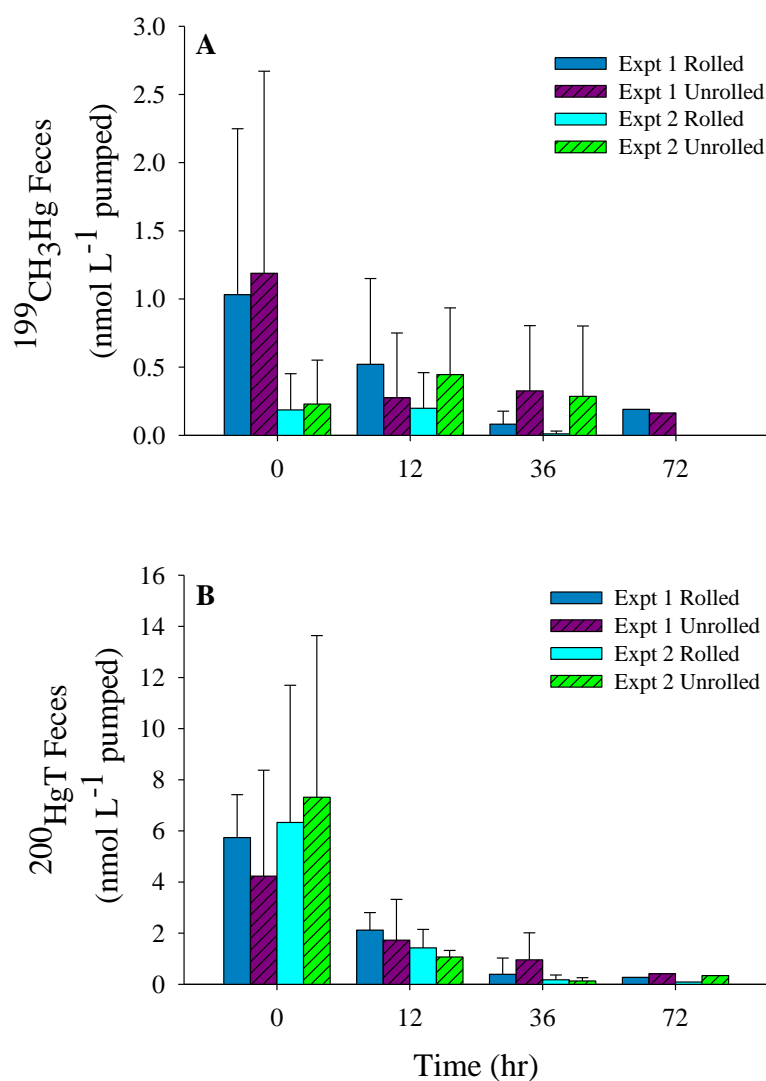 A
3.0
2.5
2.0
1.5
1.0
0.5
0.0
¹⁹⁹CH₃Hg Feces
(nmol L⁻¹ pumped)
Expt 1 Rolled
Expt 1 Unrolled
Expt 2 Rolled
Expt 2 Unrolled
0 12 36 72
B
16
14
12
10
8
6
4
2
0
²⁰⁰HgT Feces
(nmol L⁻¹ pumped)
Expt 1 Rolled
Expt 1 Unrolled
Expt 2 Rolled
Expt 2 Unrolled
0 12 36 72
Time (hr)